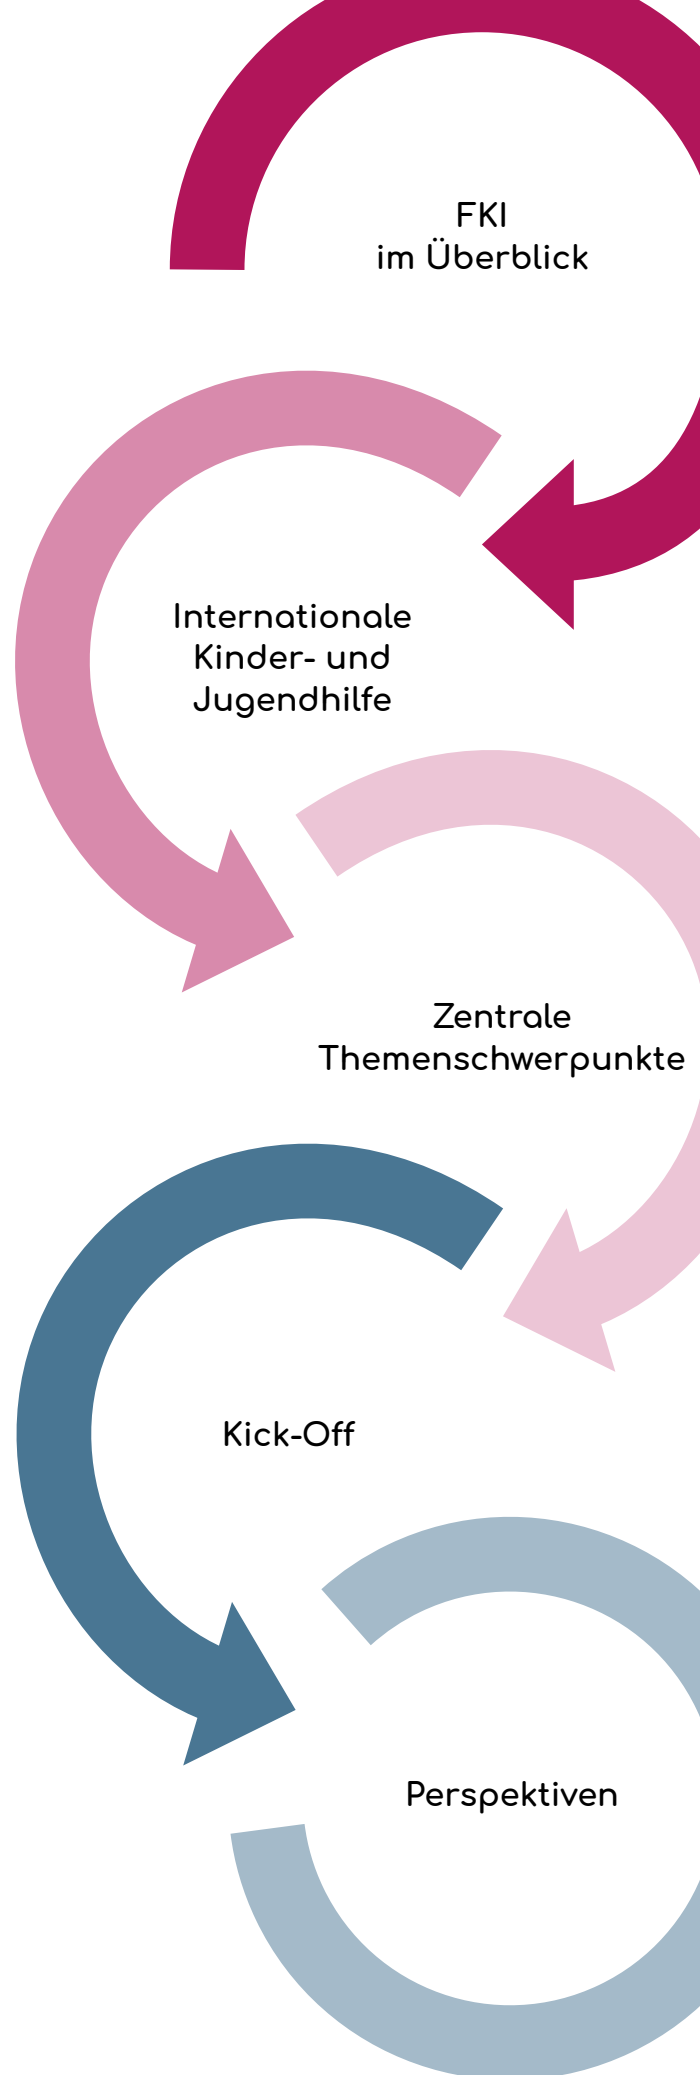 FKI
im Überblick
Internationale
Kinder- und
Jugendhilfe
Zentrale
Themenschwerpunkte
Kick-Off
Perspektiven